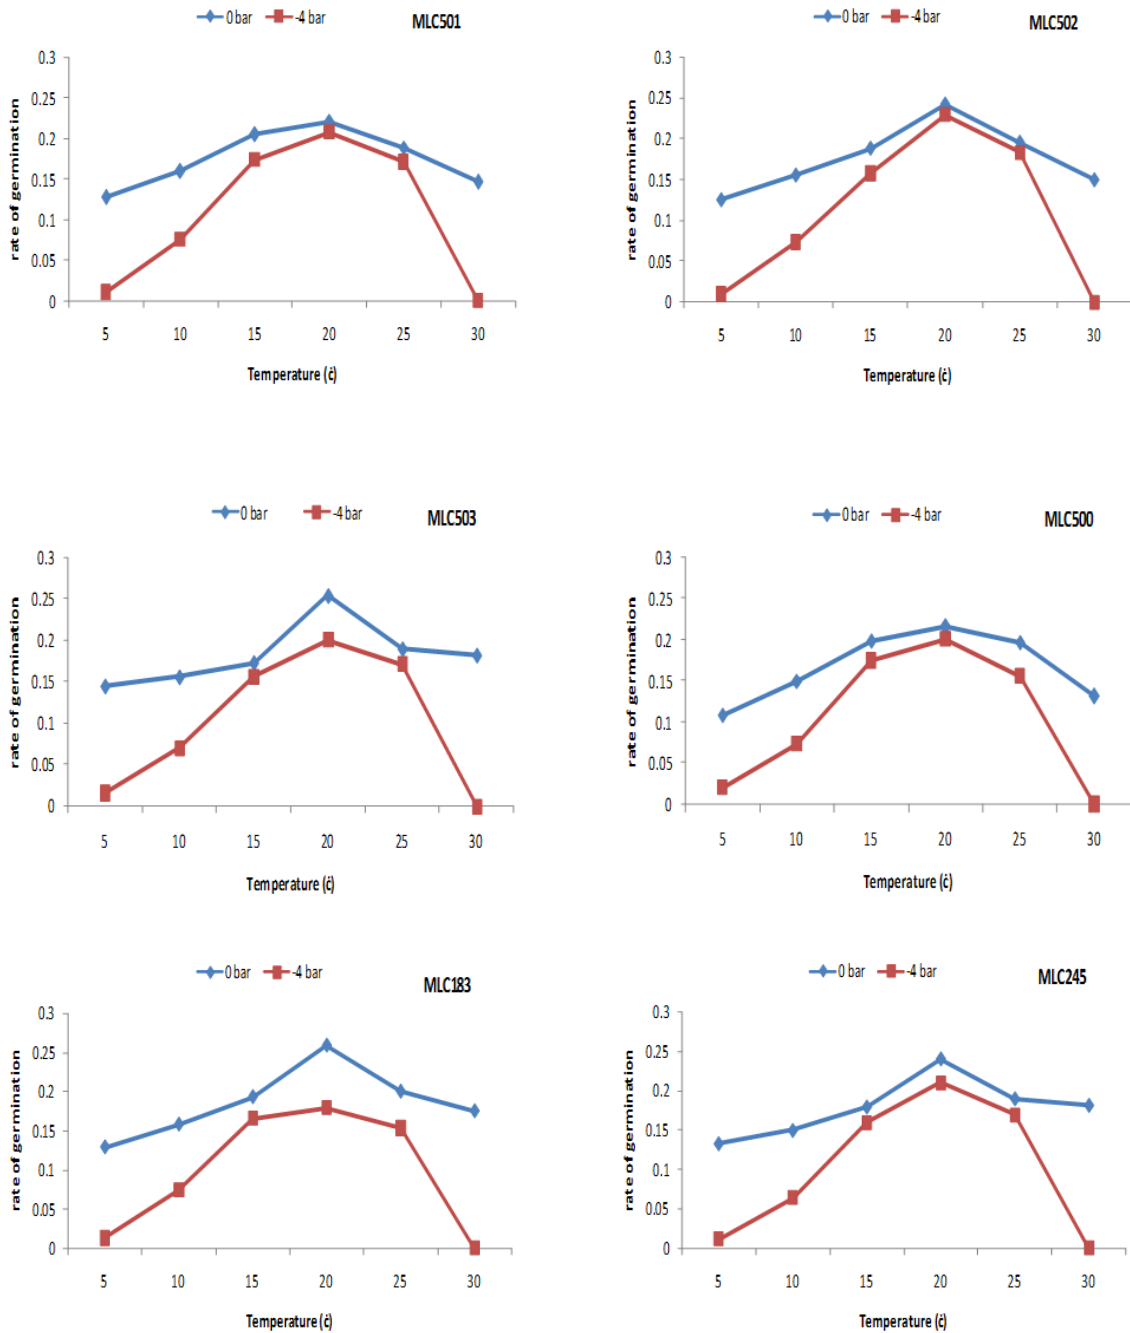 0 bar -4 bar MLC501
0.3
0.25
0.2
0.15
0.1
0.05
0
rate of germination
5 10 15 20 25 30
Temperature (ċ)
0 bar -4 bar MLC502
0.3
0.25
0.2
0.15
0.1
0.05
0
rate of germination
5 10 15 20 25 30
Temperature (ċ)
0 bar -4 bar MLC503
0.3
0.25
0.2
0.15
0.1
0.05
0
rate of germination
5 10 15 20 25 30
Temperature (ċ)
0 bar -4 bar MLC500
0.3
0.25
0.2
0.15
0.1
0.05
0
rate of germination
5 10 15 20 25 30
Temperature (ċ)
0 bar -4 bar MLC183
0.3
0.25
0.2
0.15
0.1
0.05
0
rate of germination
5 10 15 20 25 30
Temperature (ċ)
0 bar -4 bar MLC245
0.3
0.25
0.2
0.15
0.1
0.05
0
rate of germination
5 10 15 20 25 30
Temperature (ċ)